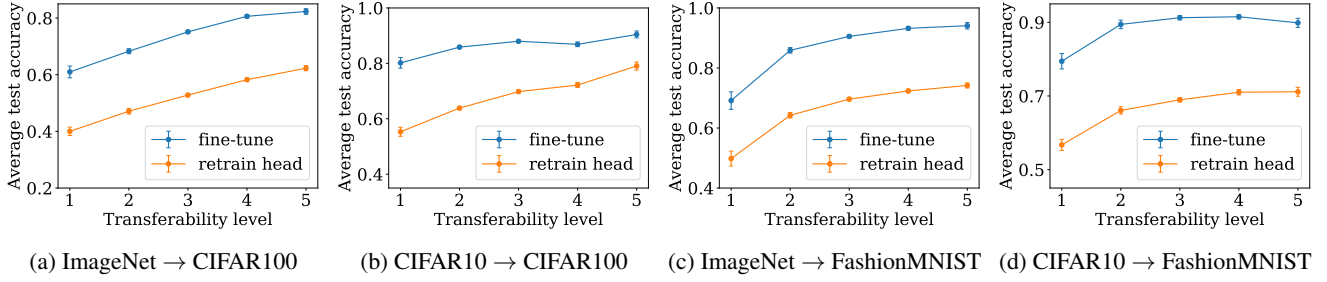 Average test accuracy
0.8
0.6
0.4
0.2
fine-tune
retrain head
1 2 3 4 5
Transferability level
(a) ImageNet → CIFAR100
Average test accuracy
1.0
0.8
0.6
0.4
fine-tune
retrain head
1 2 3 4 5
Transferability level
(b) CIFAR10 → CIFAR100
Average test accuracy
1.0
0.8
0.6
0.4
fine-tune
retrain head
1 2 3 4 5
Transferability level
(c) ImageNet → FashionMNIST
Average test accuracy
0.9
0.7
0.5
fine-tune
retrain head
1 2 3 4 5
Transferability level
(d) CIFAR10 → FashionMNIST